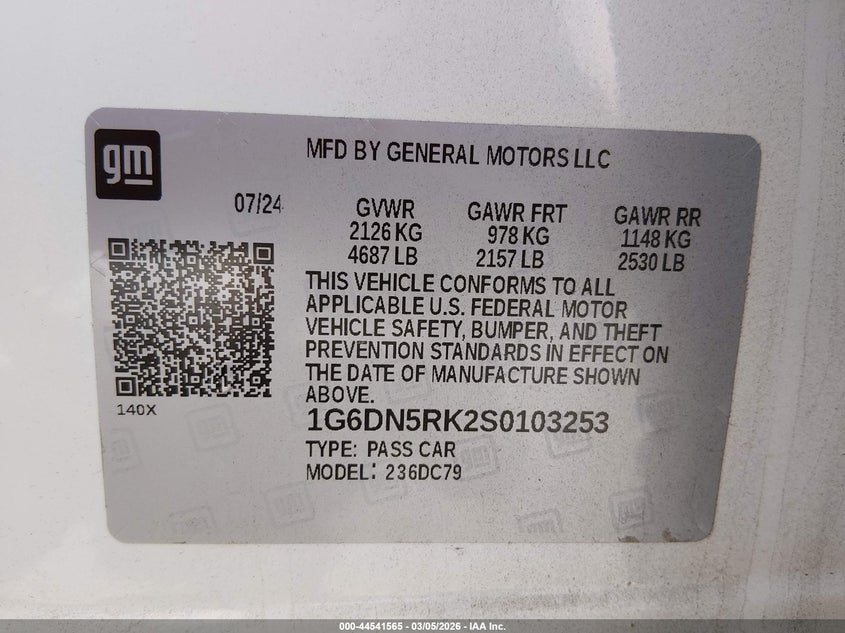 gm
MFD BY GENERAL MOTORS LLC
07/24
GVWR GAWR FRT GAWR RR
2126 KG 978 KG 1148 KG
4687 LB 2157 LB 2530 LB
THIS VEHICLE CONFORMS TO ALL
APPLICABLE U.S. FEDERAL MOTOR
VEHICLE SAFETY, BUMPER, AND THEFT
PREVENTION STANDARDS IN EFFECT ON
THE DATE OF MANUFACTURE SHOWN
ABOVE.
140X
1G6DN5RK2S0103253
TYPE: PASS CAR
MODEL: 236DC79
000-44541565 - 03/05/2026 - IAA Inc.